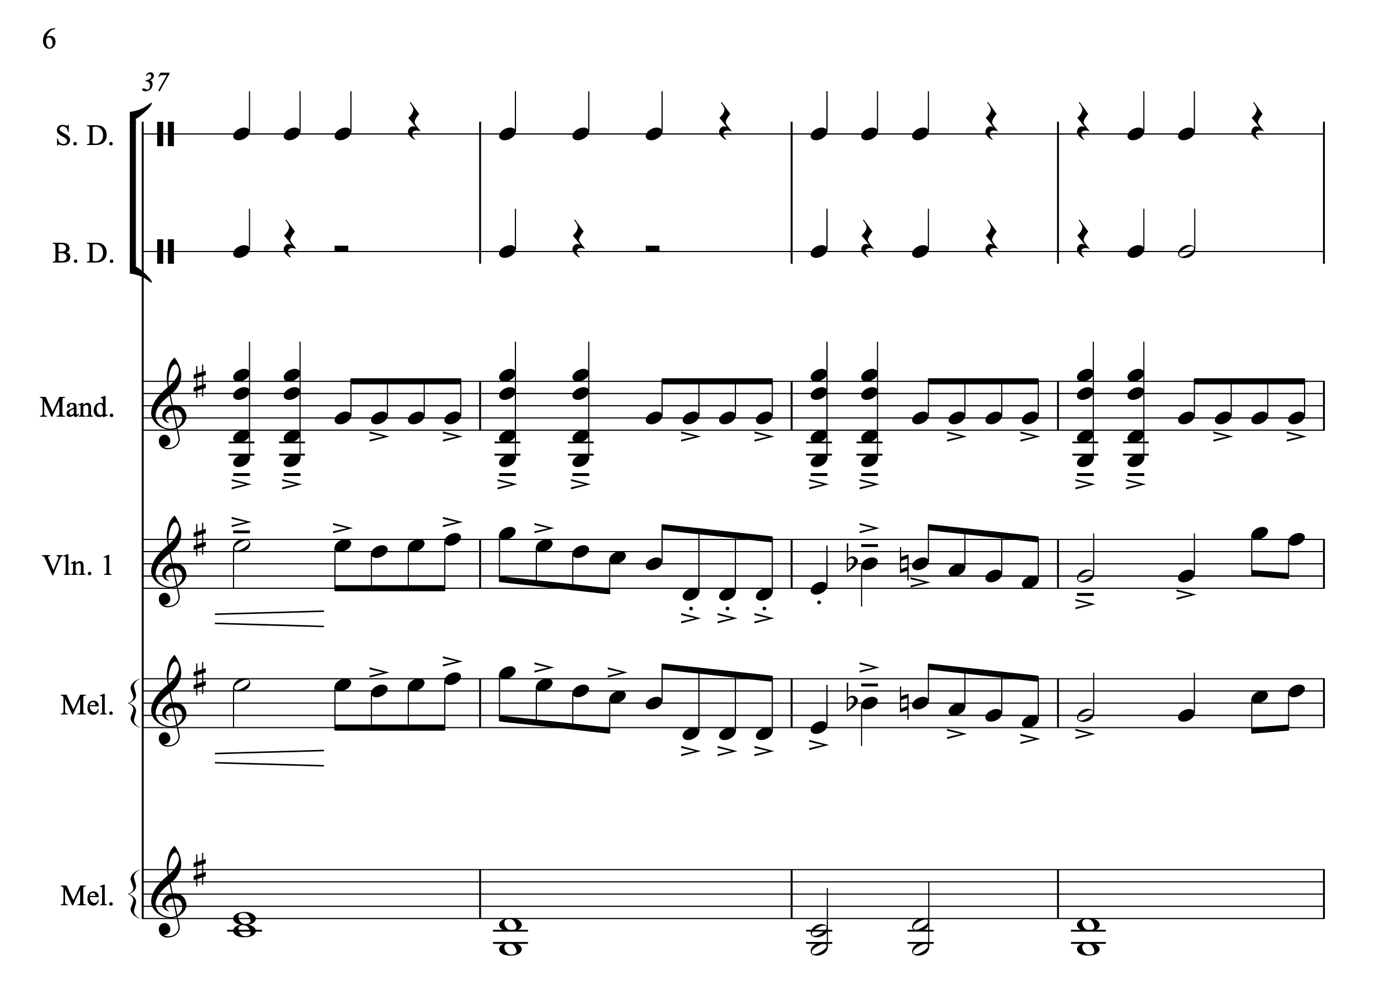 6
37
S. D.
B. D.
Mand.
Vln. 1
Mel.
Mel.